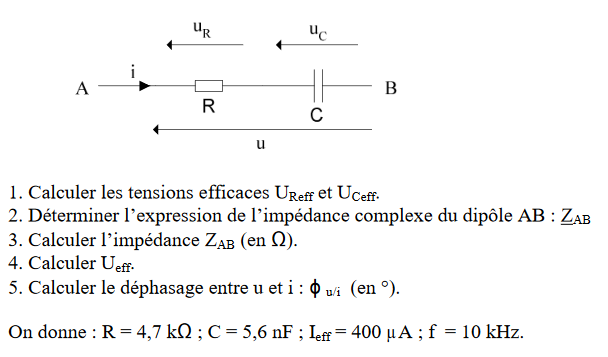 uR uC
i
A B
R
C
u
1. Calculer les tensions efficaces UReff et UCeff.
2. Déterminer l’expression de l’impédance complexe du dipôle AB : ZAB
3. Calculer l’impédance ZAB (en Ω).
4. Calculer Ueff.
5. Calculer le déphasage entre u et i : ϕ u/i (en °).
On donne : R = 4,7 kΩ ; C = 5,6 nF ; Ieff = 400 µA ; f = 10 kHz.